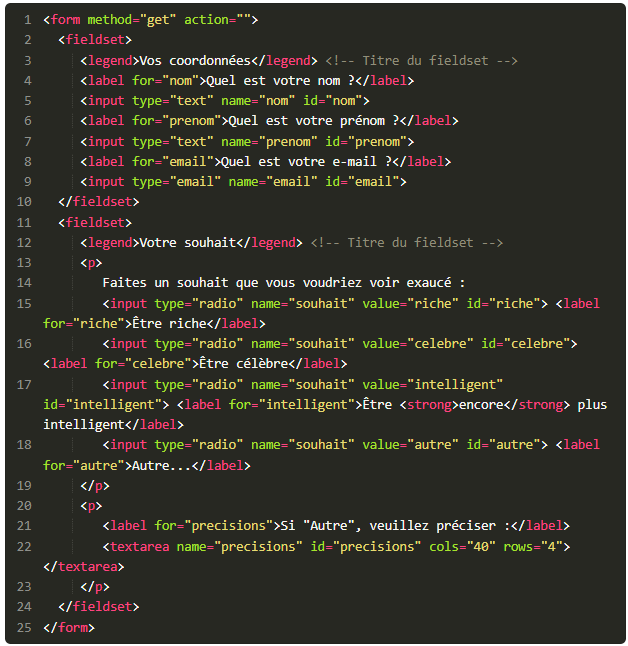 1 <form method="get" action="">
2 <fieldset>
3 <legend>Vos coordonnées</legend> <!-- Titre du fieldset -->
4 <label for="nom">Quel est votre nom ?</label>
5 <input type="text" name="nom" id="nom">
6 <label for="prenom">Quel est votre prénom ?</label>
7 <input type="text" name="prenom" id="prenom">
8 <label for="email">Quel est votre e-mail ?</label>
9 <input type="email" name="email" id="email">
10 </fieldset>
11 <fieldset>
12 <legend>Votre souhait</legend> <!-- Titre du fieldset -->
13 <p>
14 Faites un souhait que vous voudriez voir exaucé :
15 <input type="radio" name="souhait" value="riche" id="riche"> <label
for="riche">Être riche</label>
16 <input type="radio" name="souhait" value="celebre" id="celebre">
<label for="celebre">Être célèbre</label>
17 <input type="radio" name="souhait" value="intelligent"
id="intelligent"> <label for="intelligent">Être <strong>encore</strong> plus
intelligent</label>
18 <input type="radio" name="souhait" value="autre" id="autre"> <label
for="autre">Autre...</label>
19 </p>
20 <p>
21 <label for="precisions">Si "Autre", veuillez préciser :</label>
22 <textarea name="precisions" id="precisions" cols="40" rows="4">
</textarea>
23 </p>
24 </fieldset>
25 </form>